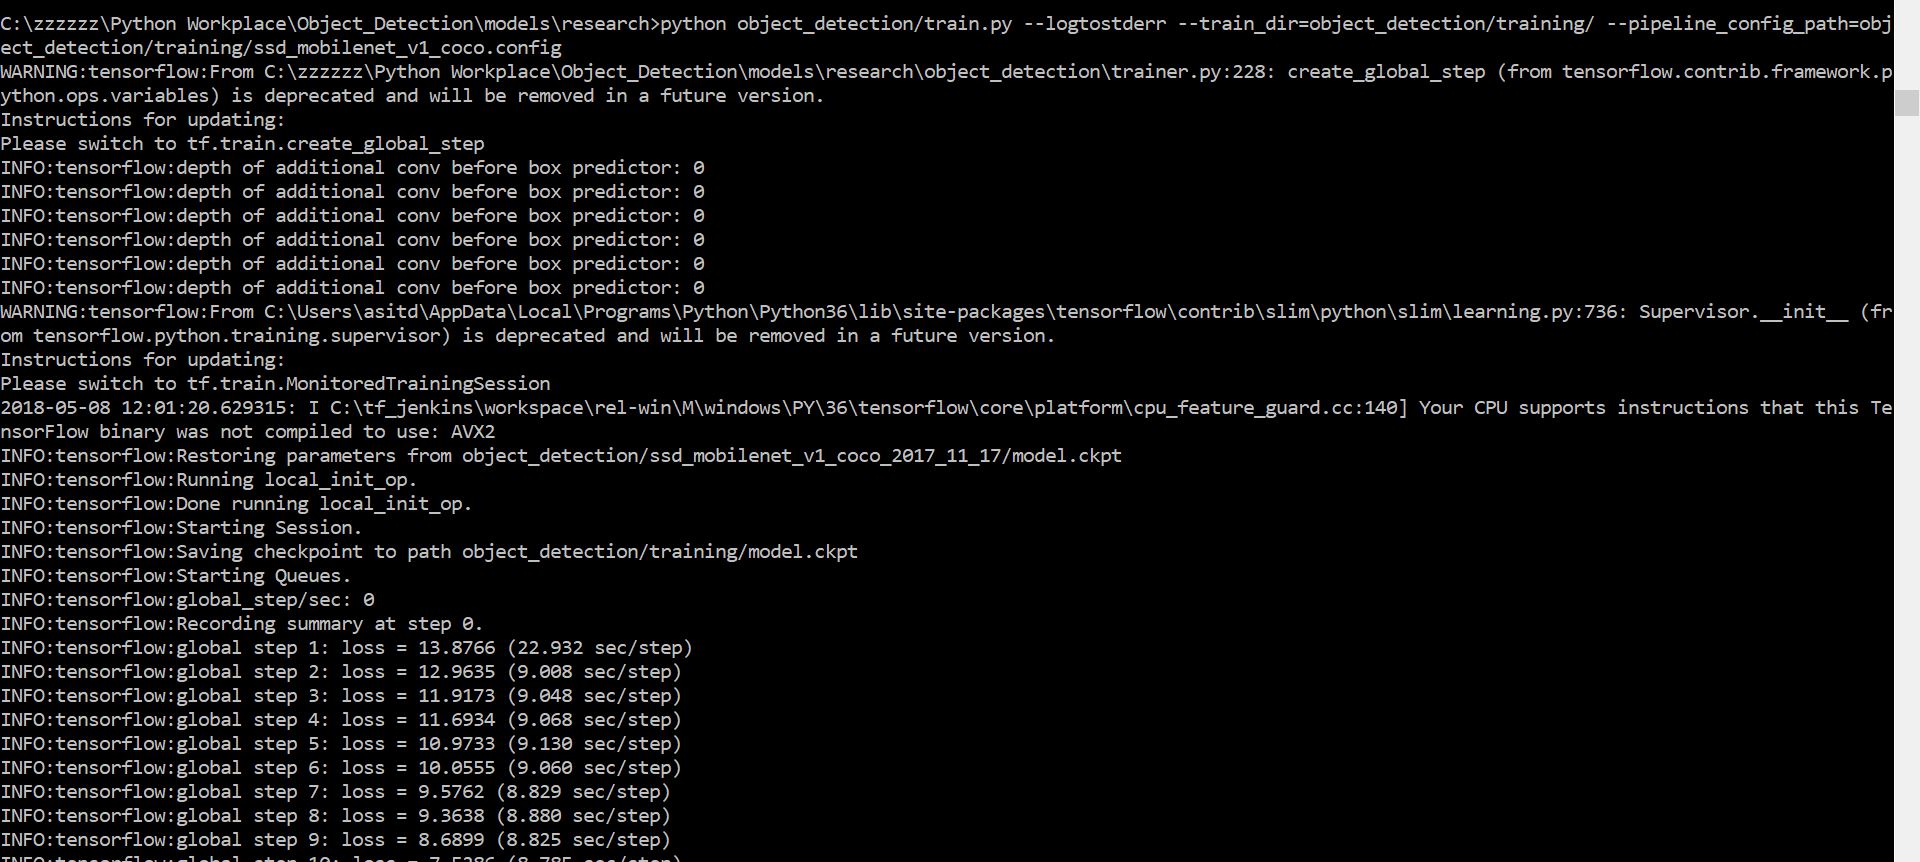 C:\zzzzzz\Python Workplace\Object_Detection\models\research>python object_detection/train.py --logtostderr --train_dir=object_detection/training/ --pipeline_config_path=obj
ect_detection/training/ssd_mobilenet_v1_coco.config
WARNING:tensorflow:From C:\zzzzzz\Python Workplace\Object_Detection\models\research\object_detection\trainer.py:228: create_global_step (from tensorflow.contrib.framework.p
ython.ops.variables) is deprecated and will be removed in a future version.
Instructions for updating:
Please switch to tf.train.create_global_step
INFO:tensorflow:depth of additional conv before box predictor: 0
INFO:tensorflow:depth of additional conv before box predictor: 0
INFO:tensorflow:depth of additional conv before box predictor: 0
INFO:tensorflow:depth of additional conv before box predictor: 0
INFO:tensorflow:depth of additional conv before box predictor: 0
INFO:tensorflow:depth of additional conv before box predictor: 0
WARNING:tensorflow:From C:\Users\asitd\AppData\Local\Programs\Python\Python36\lib\site-packages\tensorflow\contrib\slim\python\slim\learning.py:736: Supervisor.__init__ (fr
om tensorflow.python.training.supervisor) is deprecated and will be removed in a future version.
Instructions for updating:
Please switch to tf.train.MonitoredTrainingSession
2018-05-08 12:01:20.629315: I C:\tf_jenkins\workspace\rel-win\M\windows\PY\36\tensorflow\core\platform\cpu_feature_guard.cc:140] Your CPU supports instructions that this Te
nsorFlow binary was not compiled to use: AVX2
INFO:tensorflow:Restoring parameters from object_detection/ssd_mobilenet_v1_coco_2017_11_17/model.ckpt
INFO:tensorflow:Running local_init_op.
INFO:tensorflow:Done running local_init_op.
INFO:tensorflow:Starting Session.
INFO:tensorflow:Saving checkpoint to path object_detection/training/model.ckpt
INFO:tensorflow:Starting Queues.
INFO:tensorflow:global_step/sec: 0
INFO:tensorflow:Recording summary at step 0.
INFO:tensorflow:global step 1: loss = 13.8766 (22.932 sec/step)
INFO:tensorflow:global step 2: loss = 12.9635 (9.008 sec/step)
INFO:tensorflow:global step 3: loss = 11.9173 (9.048 sec/step)
INFO:tensorflow:global step 4: loss = 11.6934 (9.068 sec/step)
INFO:tensorflow:global step 5: loss = 10.9733 (9.130 sec/step)
INFO:tensorflow:global step 6: loss = 10.0555 (9.060 sec/step)
INFO:tensorflow:global step 7: loss = 9.5762 (8.829 sec/step)
INFO:tensorflow:global step 8: loss = 9.3638 (8.880 sec/step)
INFO:tensorflow:global step 9: loss = 8.6899 (8.825 sec/step)
INFO:tensorflow:global step 10: loss =